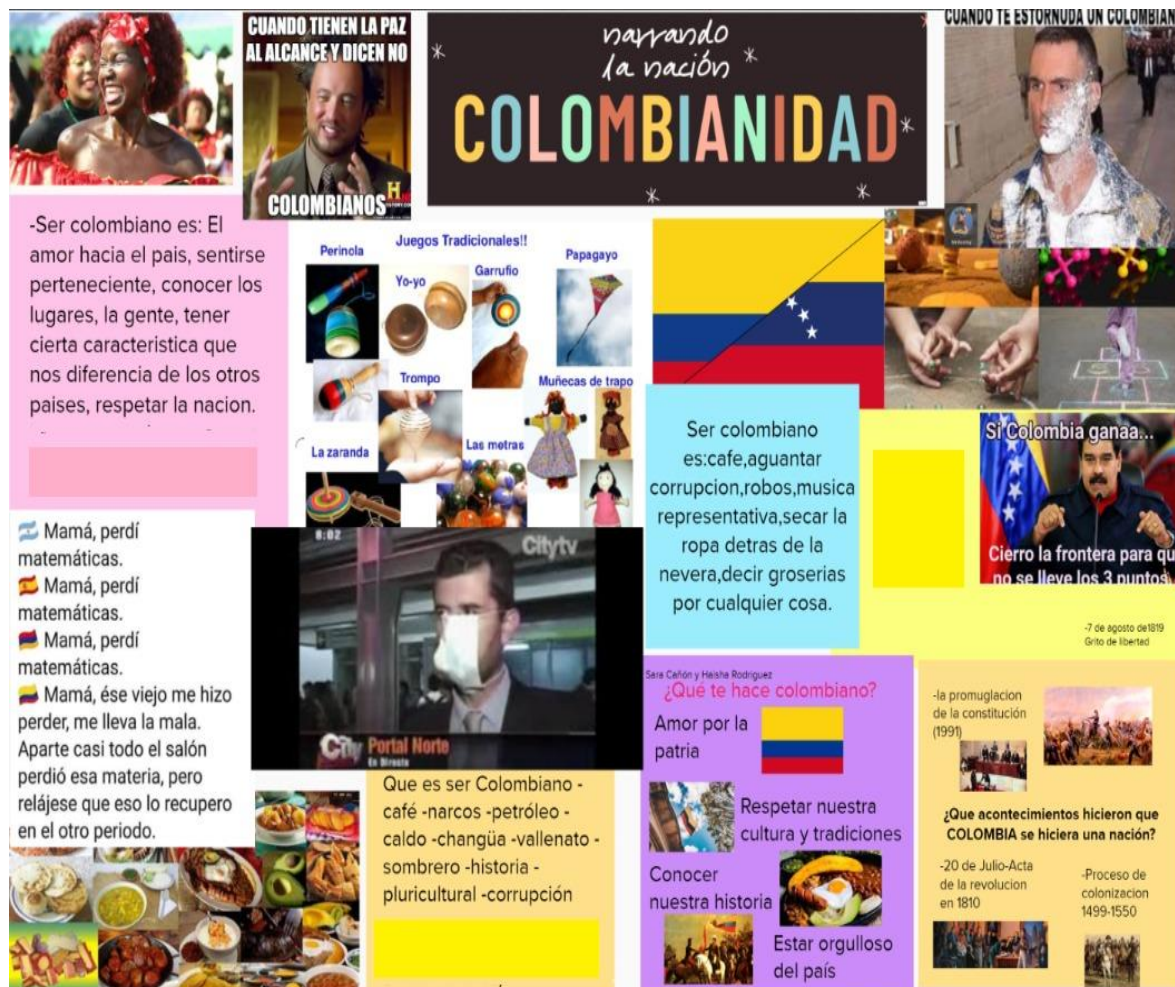 CUANDO TIENEN LA PAZ
AL ALCANCE Y DICEN NO
COLOMBIANOS
H
narrando
la nación
COLOMBIANIDAD
CUANDO TE ESTORNUDA UN COLOMBIAN
-Ser colombiano es: El
amor hacia el pais, sentirse
perteneciente, conocer los
lugares, la gente, tener
cierta caracteristica que
nos diferencia de los otros
paises, respetar la nacion.
Juegos Tradicionales!!
Perinola
Yo-yo
Garrufio
Papagayo
Trompo
Muñecas de trapo
La zaranda
Las metras
Ser colombiano
es:cafe,aguantar
corrupcion,robos,musica
representativa,secar la
ropa detras de la
nevera,decir groserias
por cualquier cosa.
Si Colombia ganaa...
Cierro la frontera para qu
no se lleve los 3 puntos
-7 de agosto de1819
Grito de libertad
Mamá, perdí
matemáticas.
Mamá, perdí
matemáticas.
Mamá, perdí
matemáticas.
Mamá, ése viejo me hizo
perder, me lleva la mala.
Aparte casi todo el salón
perdió esa materia, pero
relájese que eso lo recupero
en el otro periodo.
8:02
Citytv
City Portal Norte
En Directo
Que es ser Colombiano -
café -narcos -petróleo -
caldo -changüa -vallenato -
sombrero -historia -
pluricultural -corrupción
Sara Cañón y Heisha Rodriguez
¿Qué te hace colombiano?
Amor por la
patria
Respetar nuestra
cultura y tradiciones
Conocer
nuestra historia
Estar orgulloso
del país
-la promuglacion
de la constitución
(1991)
¿Que acontecimientos hicieron que
COLOMBIA se hiciera una nación?
-20 de Julio-Acta
de la revolucion
en 1810
-Proceso de
colonizacion
1499-1550